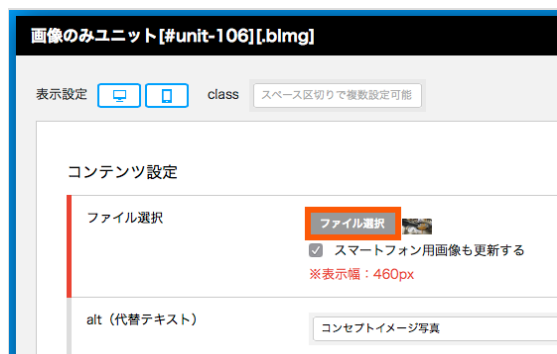 画像のみユニット[#unit-106][.bImg]
表示設定 class スペース区切りで複数設定可能
コンテンツ設定
ファイル選択 ファイル選択
スマートフォン用画像も更新する
※表示幅：460px
alt（代替テキスト） コンセプトイメージ写真